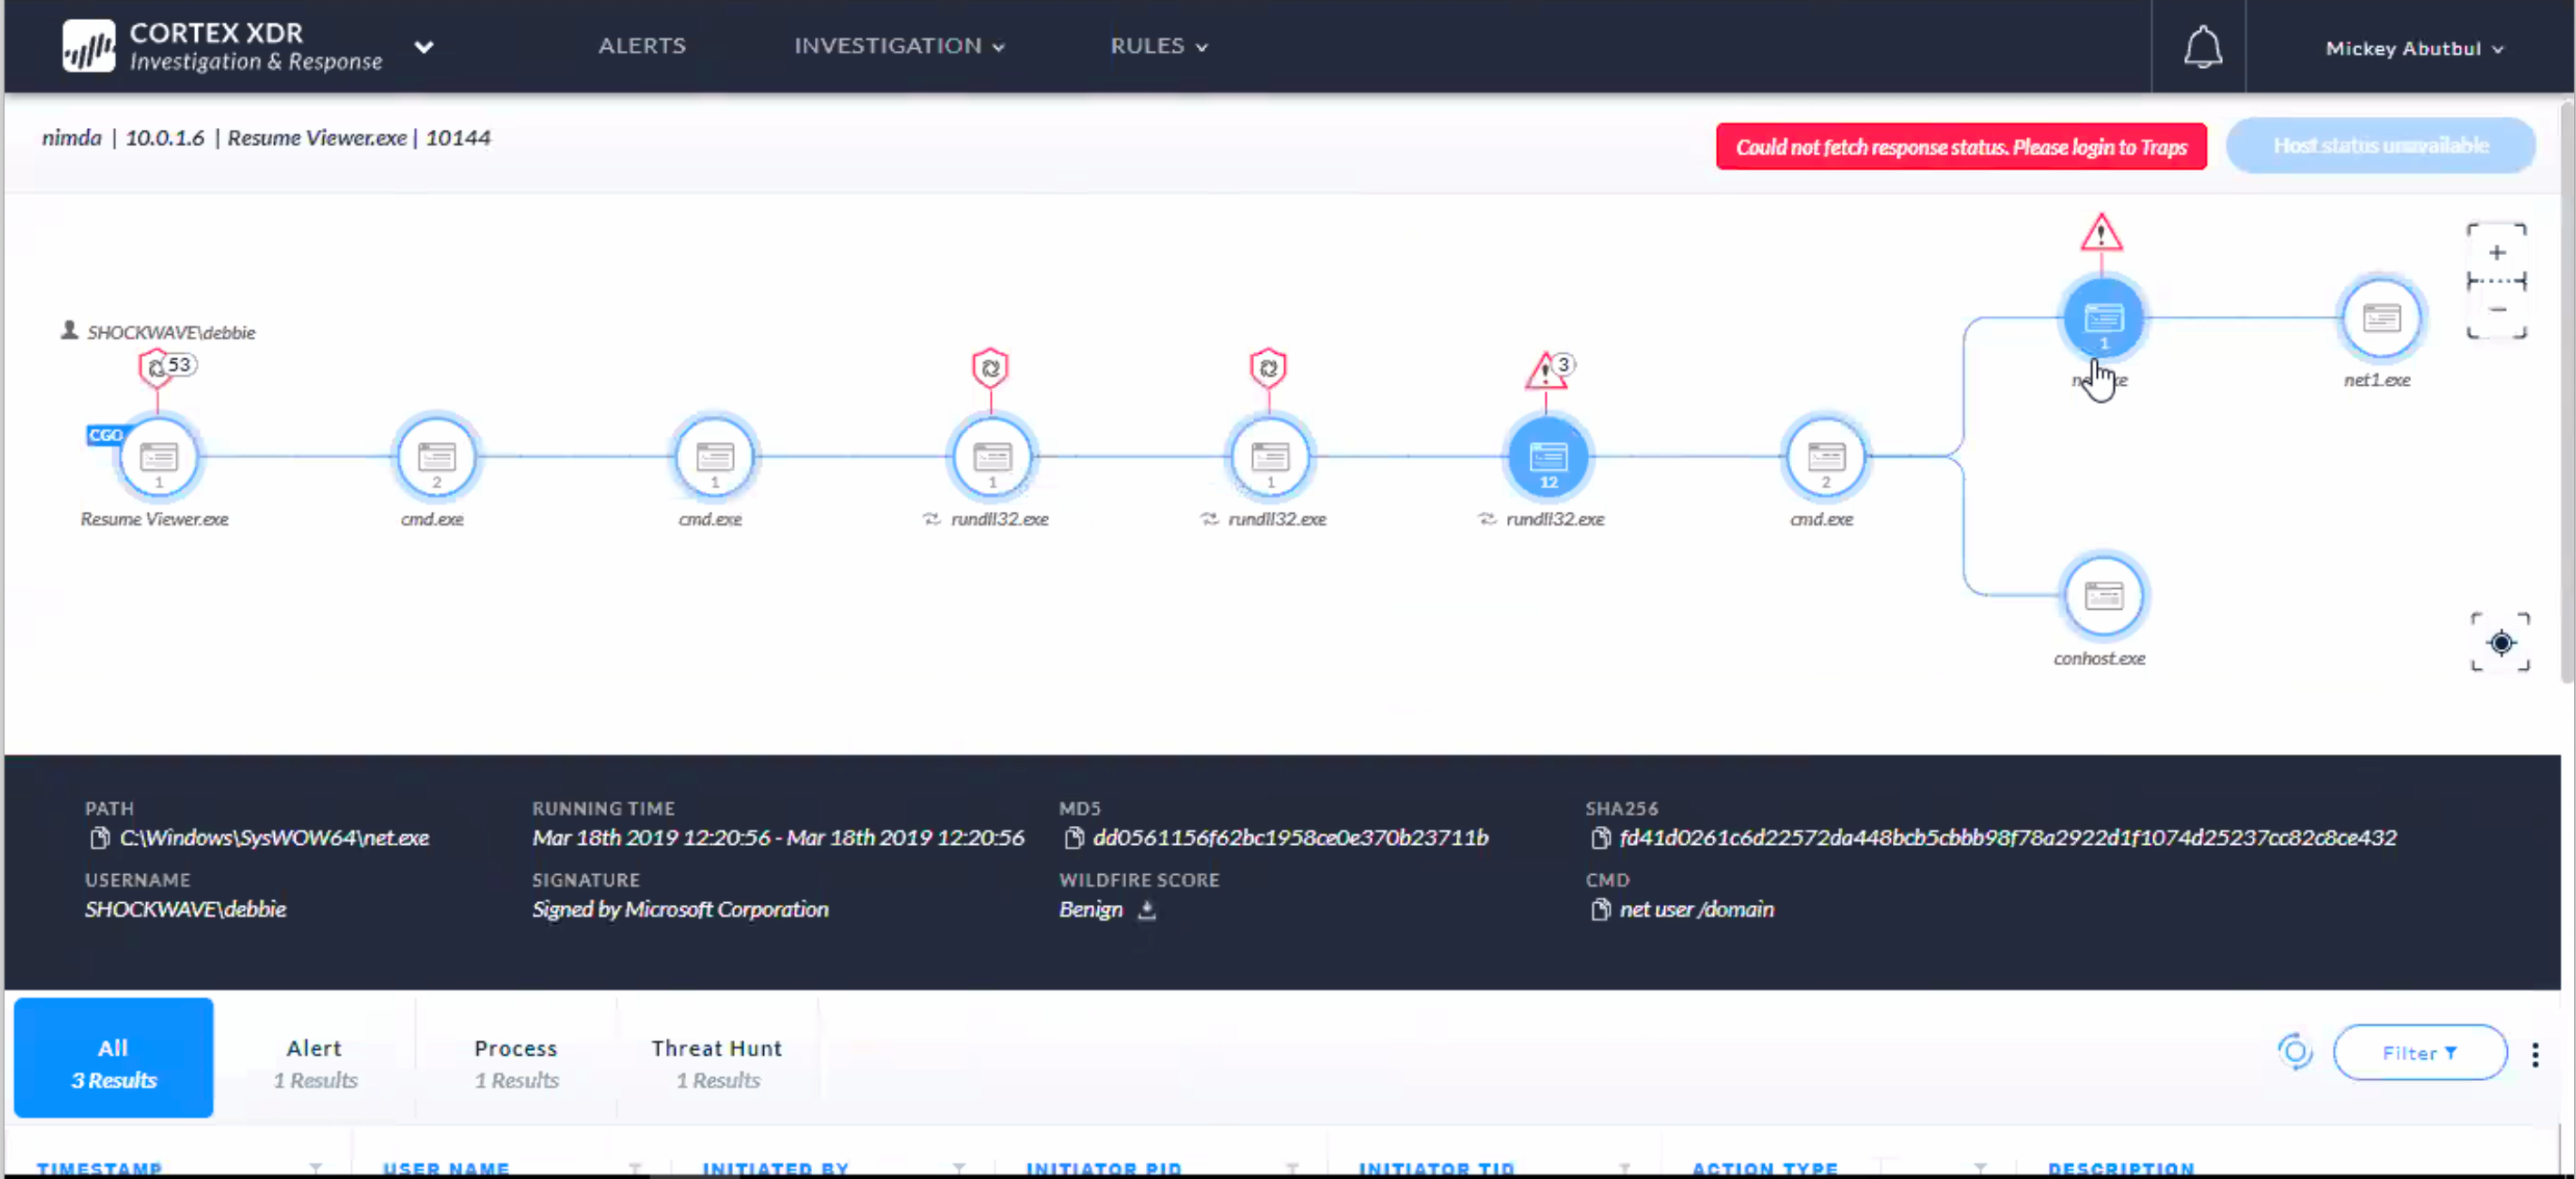 CORTEX XDR
Investigation & Response
ALERTS
INVESTIGATION
RULES
Mickey Abutbul
nimda | 10.0.1.6 | Resume Viewer.exe | 10144
Could not fetch response status. Please login to Traps
Host status unavailable
SHOCKWAVE\debbie
53
3
1
net1.exe
CGO
1
2
1
1
1
12
2
Resume Viewer.exe
cmd.exe
cmd.exe
rundll32.exe
rundll32.exe
rundll32.exe
cmd.exe
conhost.exe
PATH
C:\Windows\SysWOW64\net.exe
RUNNING TIME
Mar 18th 2019 12:20:56 - Mar 18th 2019 12:20:56
MD5
dd0561156f62bc1958ce0e370b23711b
SHA256
fd41d0261c6d22572da448bcb5cbbb98f78a2922d1f1074d25237cc82c8ce432
USERNAME
SHOCKWAVE\debbie
SIGNATURE
Signed by Microsoft Corporation
WILDFIRE SCORE
Benign
CMD
net user /domain
All
3 Results
Alert
1 Results
Process
1 Results
Threat Hunt
1 Results
Filter
TIMESTAMP
USER NAME
INITIATED BY
INITIATOR PID
INITIATOR TID
ACTION TYPE
DESCRIPTION